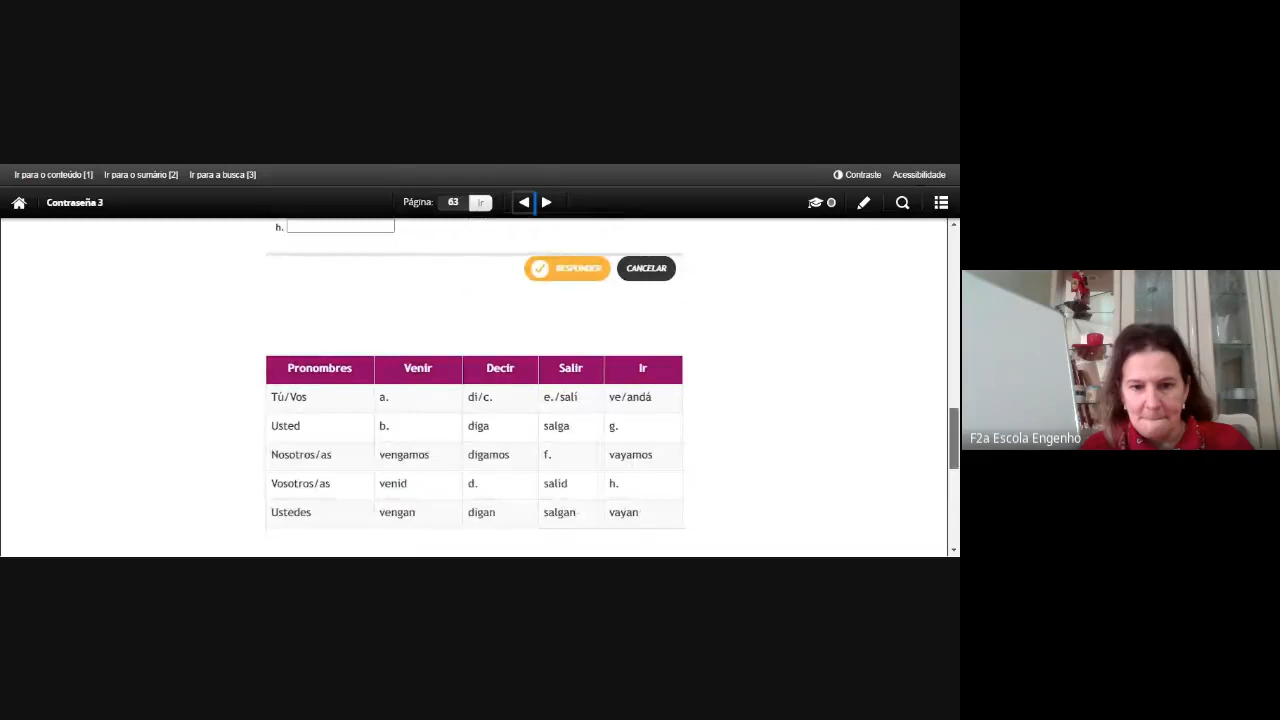 Ir para o conteúdo [1] Ir para o sumário [2] Ir para a busca [3] Contraste Acessibilidade
Contraseña 3 Página: 63 Ir
h.
RESPONDER CANCELAR
Pronombres Venir Decir Salir Ir
Tú/Vos a. di/c. e./salí ve/andá
Usted b. diga salga g.
Nosotros/as vengamos digamos f. vayamos
Vosotros/as venid d. salid h.
Ustedes vengan digan salgan vayan
F2a Escola Engenho